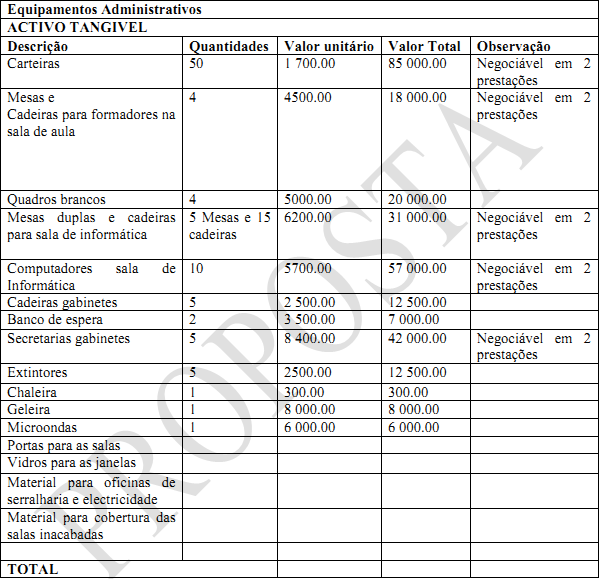 Equipamentos Administrativos
ACTIVO TANGIVEL
Descrição Quantidades Valor unitário Valor Total Observação
Carteiras 50 1 700.00 85 000.00 Negociável em 2
prestações
Mesas e 4 4500.00 18 000.00 Negociável em 2
Cadeiras para formadores na prestações
sala de aula
Quadros brancos 4 5000.00 20 000.00
Mesas duplas e cadeiras 5 Mesas e 15 6200.00 31 000.00 Negociável em 2
para sala de informática cadeiras prestações
Computadores sala de 10 5700.00 57 000.00 Negociável em 2
Informática prestações
Cadeiras gabinetes 5 2 500.00 12 500.00
Banco de espera 2 3 500.00 7 000.00
Secretarias gabinetes 5 8 400.00 42 000.00 Negociável em 2
prestações
Extintores 5 2500.00 12 500.00
Chaleira 1 300.00 300.00
Geleira 1 8 000.00 8 000.00
Microondas 1 6 000.00 6 000.00
Portas para as salas
Vidros para as janelas
Material para oficinas de
serralharia e electricidade
Material para cobertura das
salas inacabadas
TOTAL
PROPOSTA